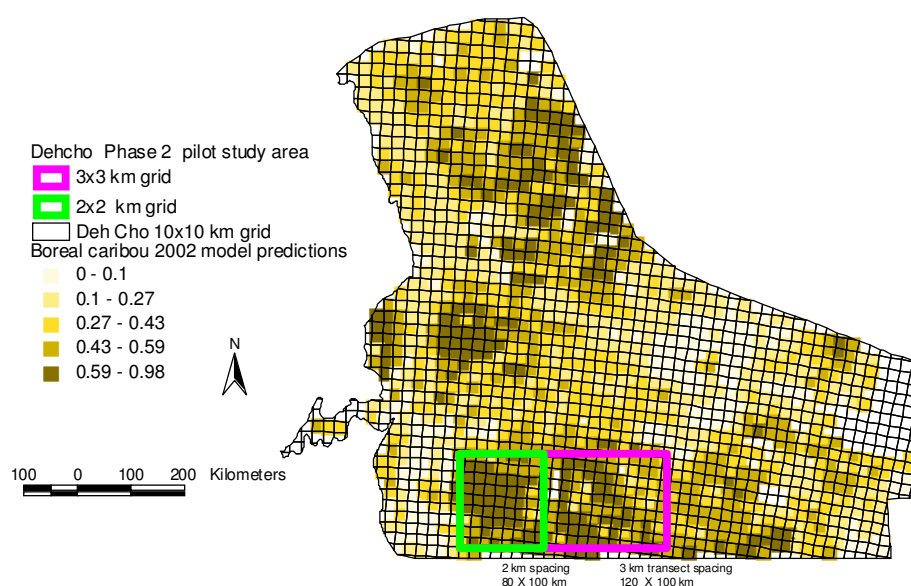 Dehcho Phase 2 pilot study area
3x3 km grid
2x2 km grid
Deh Cho 10x10 km grid
Boreal caribou 2002 model predictions
0 - 0.1
0.1 - 0.27
0.27 - 0.43
0.43 - 0.59
0.59 - 0.98
N
100 0 100 200 Kilometers
2 km spacing 3 km transect spacing
80 X 100 km 120 X 100 km